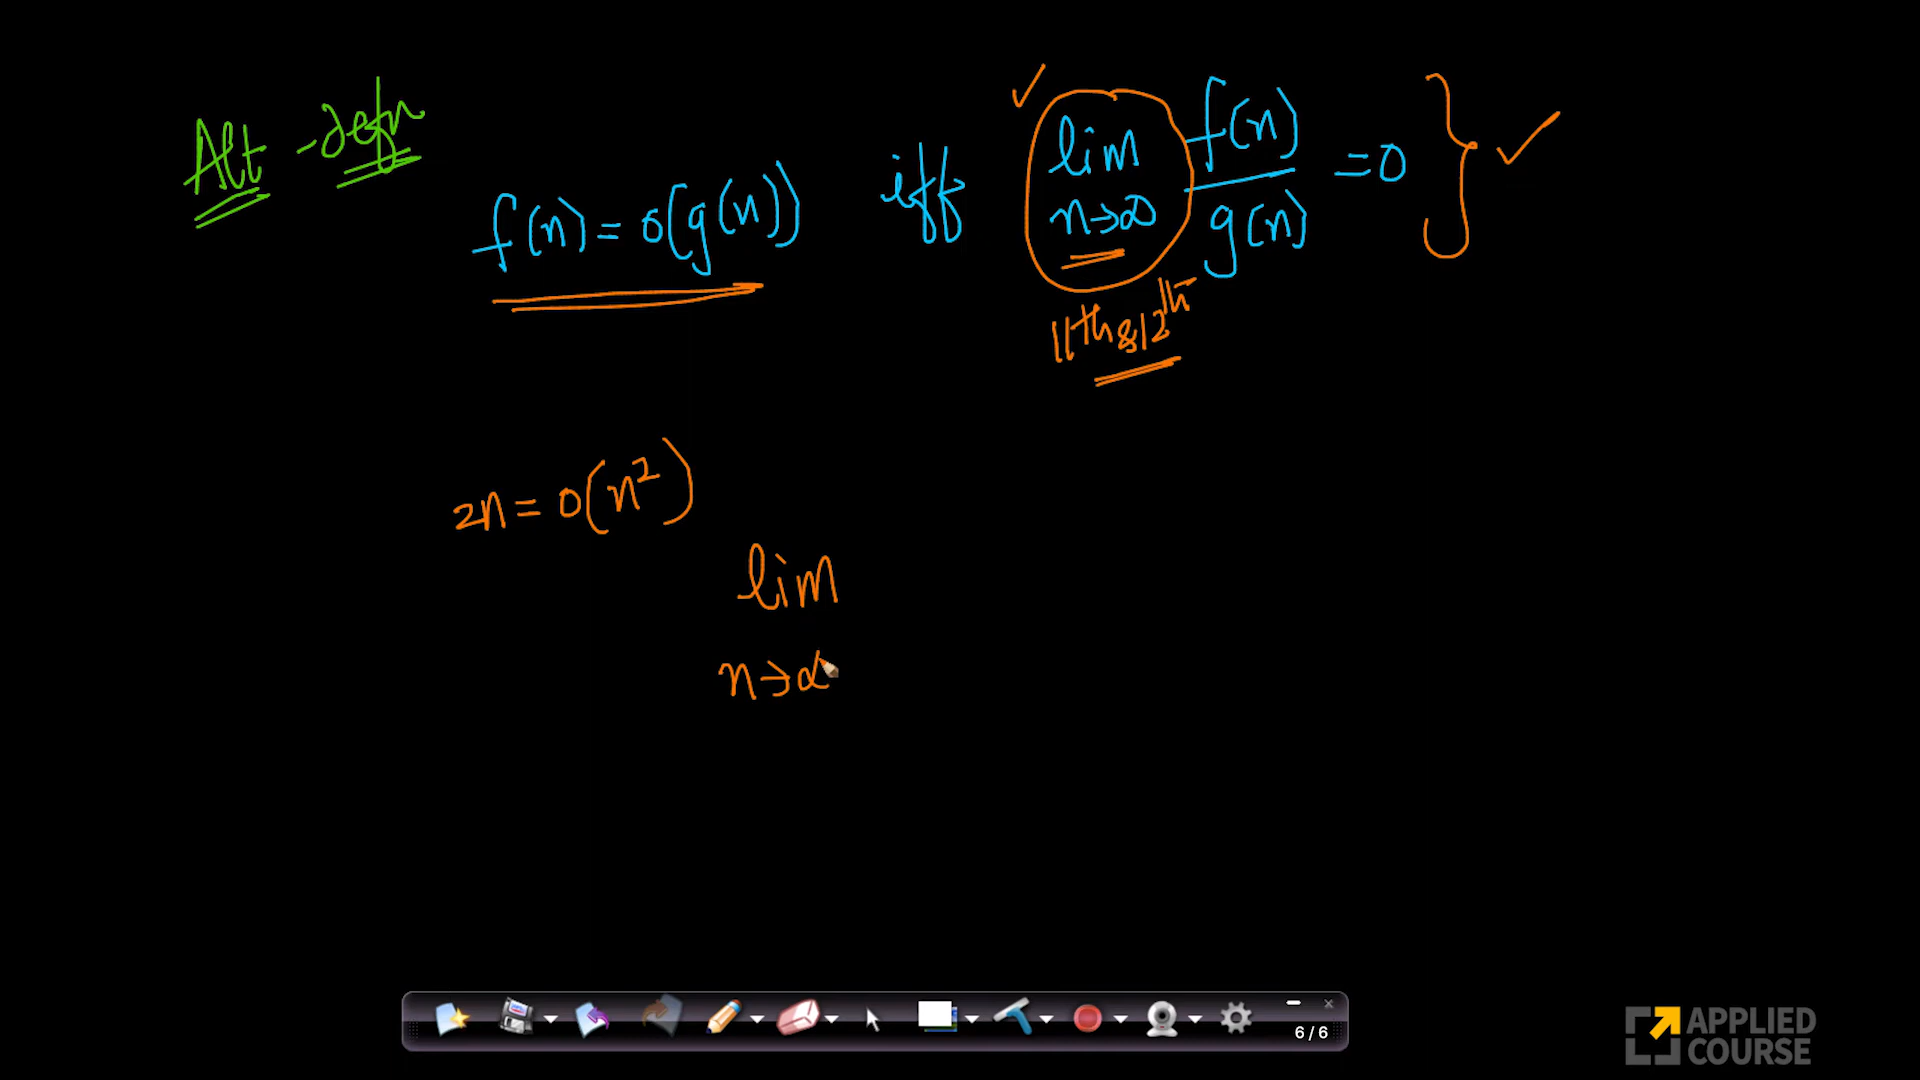 Alt - defn
f(n) = o(g(n)) iff lim n→∞ f(n)/g(n) = 0
11th & 12th
2n = o(n²)
lim
n→∝
6 / 6
APPLIED
COURSE